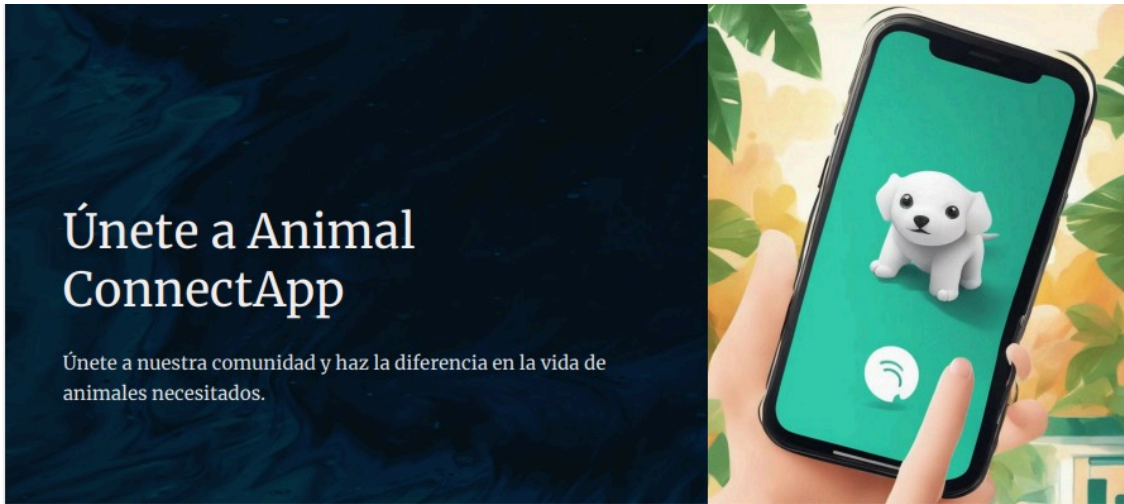 Únete a Animal
ConnectApp
Únete a nuestra comunidad y haz la diferencia en la vida de
animales necesitados.